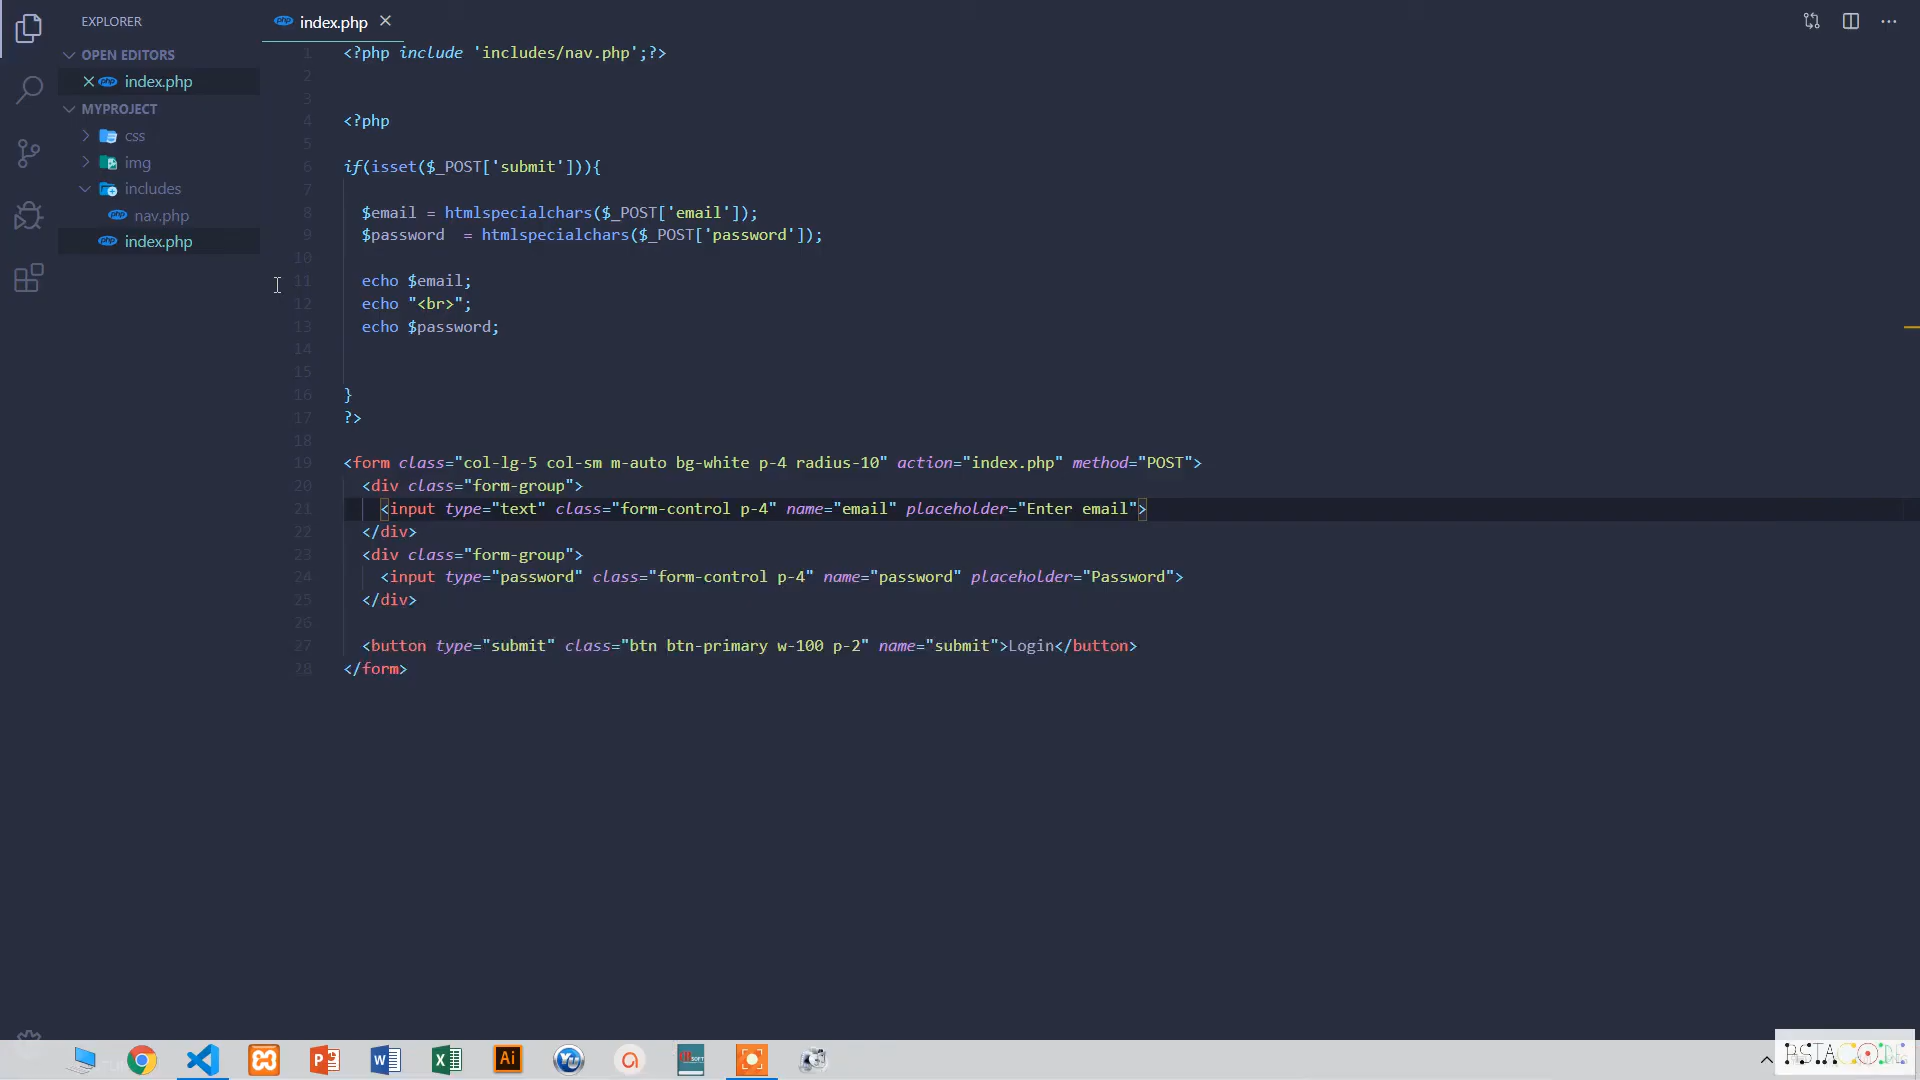 EXPLORER
OPEN EDITORS
index.php
MYPROJECT
css
img
includes
nav.php
index.php
index.php
1 <?php include 'includes/nav.php';?>
2
3
4 <?php
5
6 if(isset($_POST['submit'])){
7
8 $email = htmlspecialchars($_POST['email']);
9 $password  = htmlspecialchars($_POST['password']);
10
11 echo $email;
12 echo "<br>";
13 echo $password;
14
15
16 }
17 ?>
18
19 <form class="col-lg-5 col-sm m-auto bg-white p-4 radius-10" action="index.php" method="POST">
20 <div class="form-group">
21 <input type="text" class="form-control p-4" name="email" placeholder="Enter email">
22 </div>
23 <div class="form-group">
24 <input type="password" class="form-control p-4" name="password" placeholder="Password">
25 </div>
26
27 <button type="submit" class="btn btn-primary w-100 p-2" name="submit">Login</button>
28 </form>
Ai